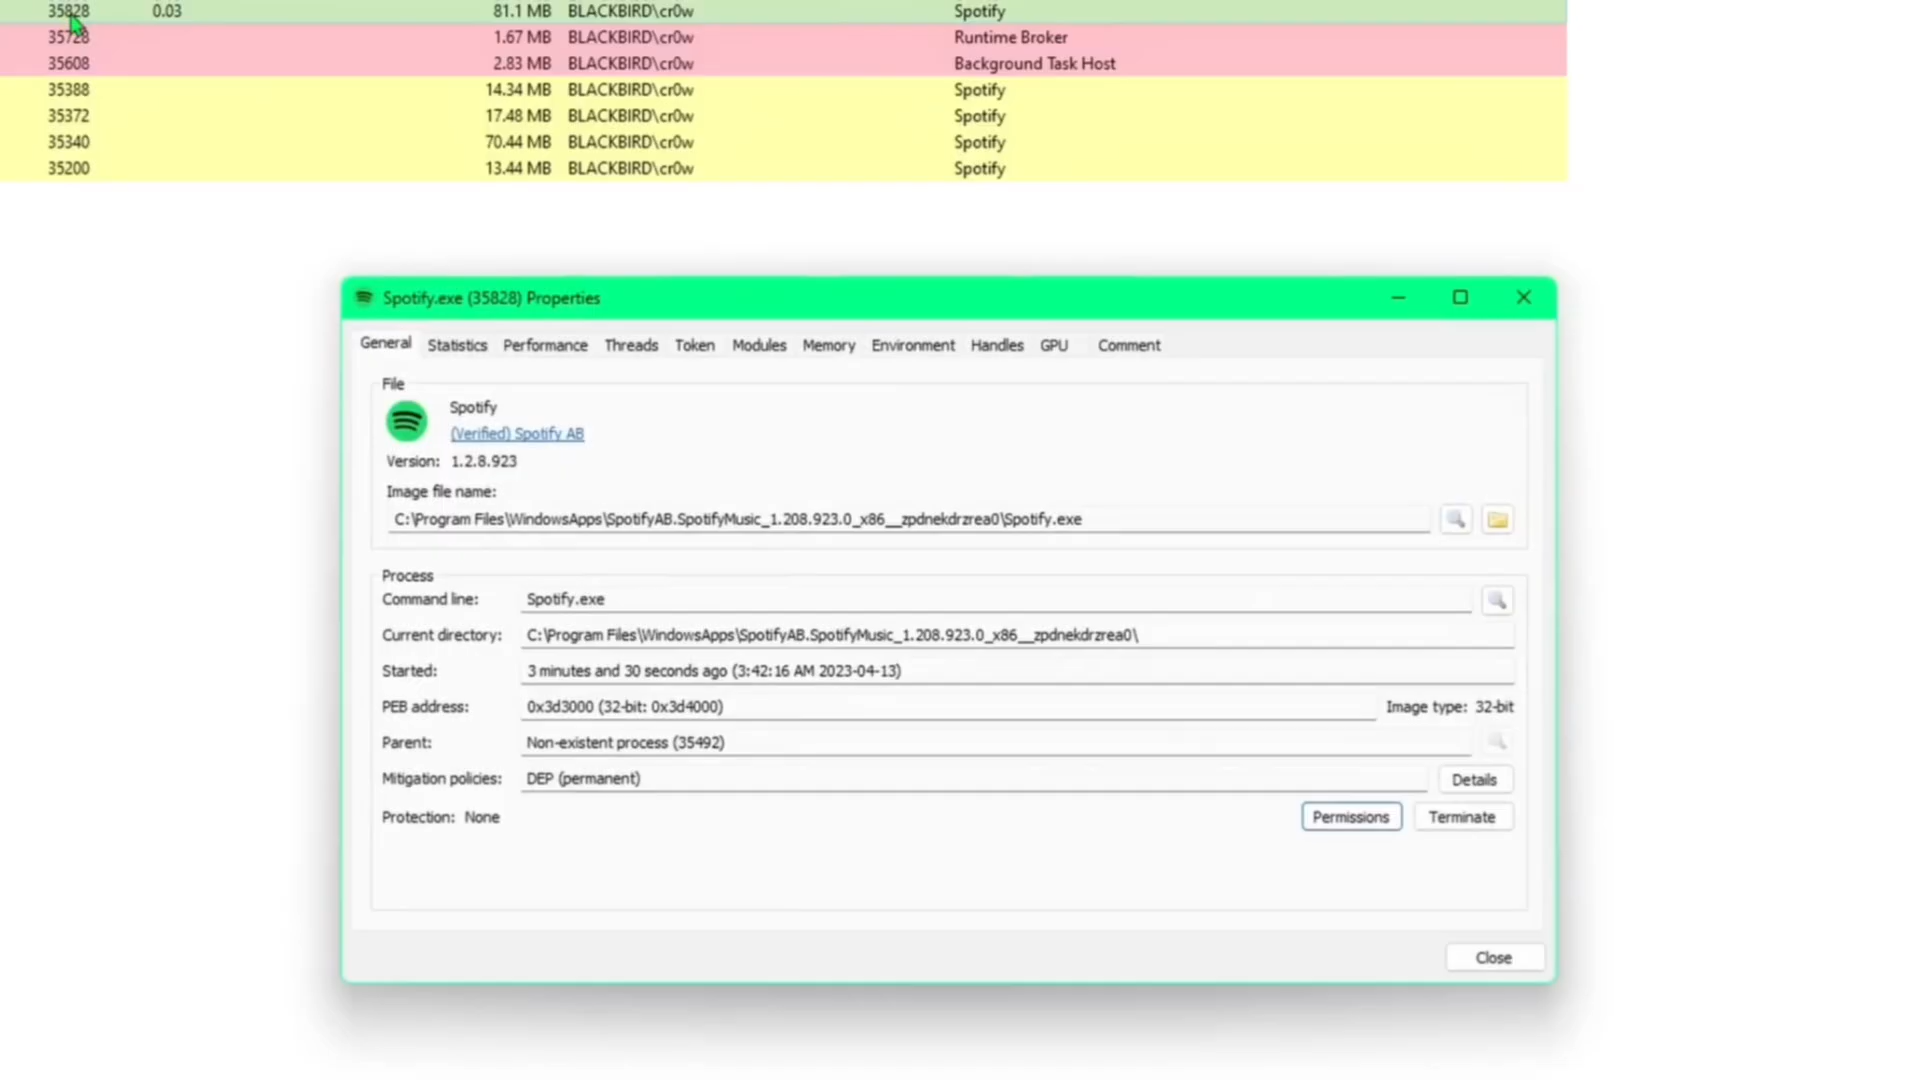 35828 0.03 81.1 MB BLACKBIRD\cr0w Spotify
35728 1.67 MB BLACKBIRD\cr0w Runtime Broker
35608 2.83 MB BLACKBIRD\cr0w Background Task Host
35388 14.34 MB BLACKBIRD\cr0w Spotify
35372 17.48 MB BLACKBIRD\cr0w Spotify
35340 70.44 MB BLACKBIRD\cr0w Spotify
35200 13.44 MB BLACKBIRD\cr0w Spotify
Spotify.exe (35828) Properties
General Statistics Performance Threads Token Modules Memory Environment Handles GPU Comment
File
Spotify
(Verified) Spotify AB
Version: 1.2.8.923
Image file name:
C:\Program Files\WindowsApps\SpotifyAB.SpotifyMusic_1.208.923.0_x86__zpdnekdrzrea0\Spotify.exe
Process
Command line: Spotify.exe
Current directory: C:\Program Files\WindowsApps\SpotifyAB.SpotifyMusic_1.208.923.0_x86__zpdnekdrzrea0\
Started: 3 minutes and 30 seconds ago (3:42:16 AM 2023-04-13)
PEB address: 0x3d3000 (32-bit: 0x3d4000) Image type: 32-bit
Parent: Non-existent process (35492)
Mitigation policies: DEP (permanent) Details
Protection: None Permissions Terminate
Close